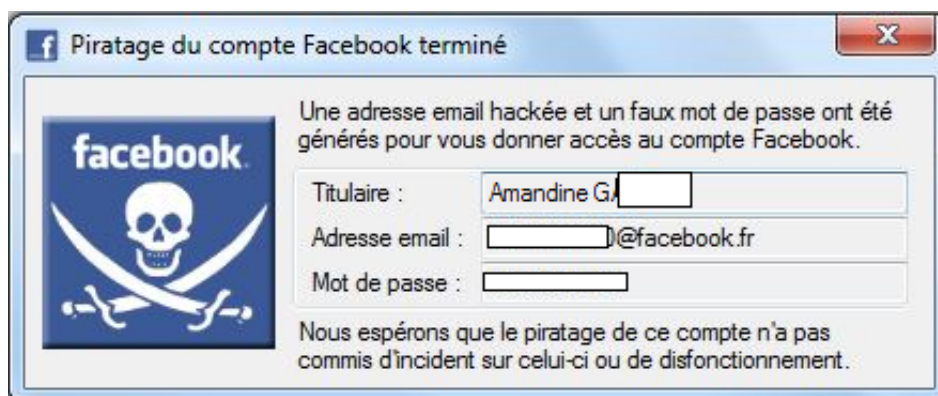 Piratage du compte Facebook terminé
Une adresse email hackée et un faux mot de passe ont été
générés pour vous donner accès au compte Facebook.
facebook
Titulaire : Amandine
Adresse email : @facebook.fr
Mot de passe :
Nous espérons que le piratage de ce compte n'a pas
commis d'incident sur celui-ci ou de disfonctionnement.